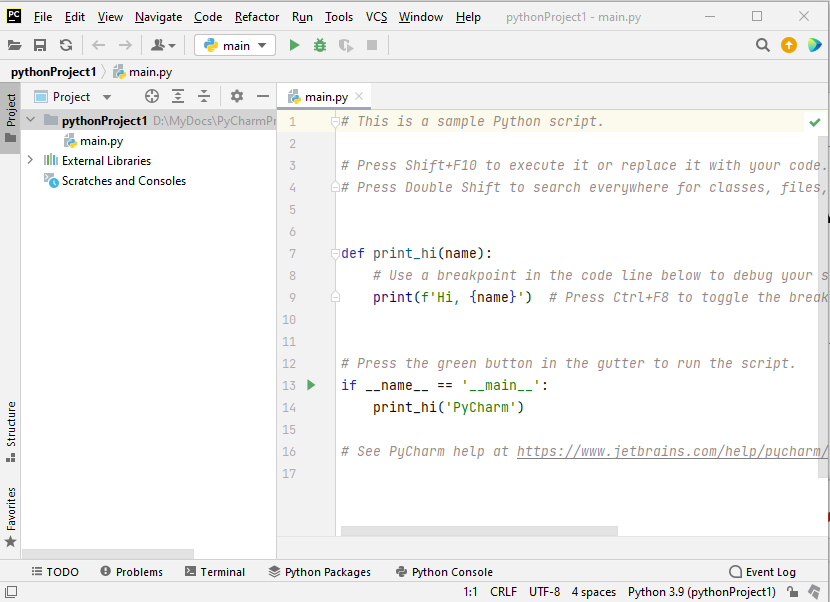 PC File Edit View Navigate Code Refactor Run Tools VCS Window Help pythonProject1 - main.py
main
pythonProject1 main.py
Project
Project
main.py
pythonProject1 D:\MyDocs\PyCharmPr
main.py
External Libraries
Scratches and Consoles
Structure
Favorites
1 # This is a sample Python script.
2
3 # Press Shift+F10 to execute it or replace it with your code.
4 # Press Double Shift to search everywhere for classes, files,
5
6
7 def print_hi(name):
8 # Use a breakpoint in the code line below to debug your s
9 print(f'Hi, {name}') # Press Ctrl+F8 to toggle the break
10
11
12 # Press the green button in the gutter to run the script.
13 if __name__ == '__main__':
14 print_hi('PyCharm')
15
16 # See PyCharm help at https://www.jetbrains.com/help/pycharm/
17
TODO Problems Terminal Python Packages Python Console Event Log
1:1 CRLF UTF-8 4 spaces Python 3.9 (pythonProject1)